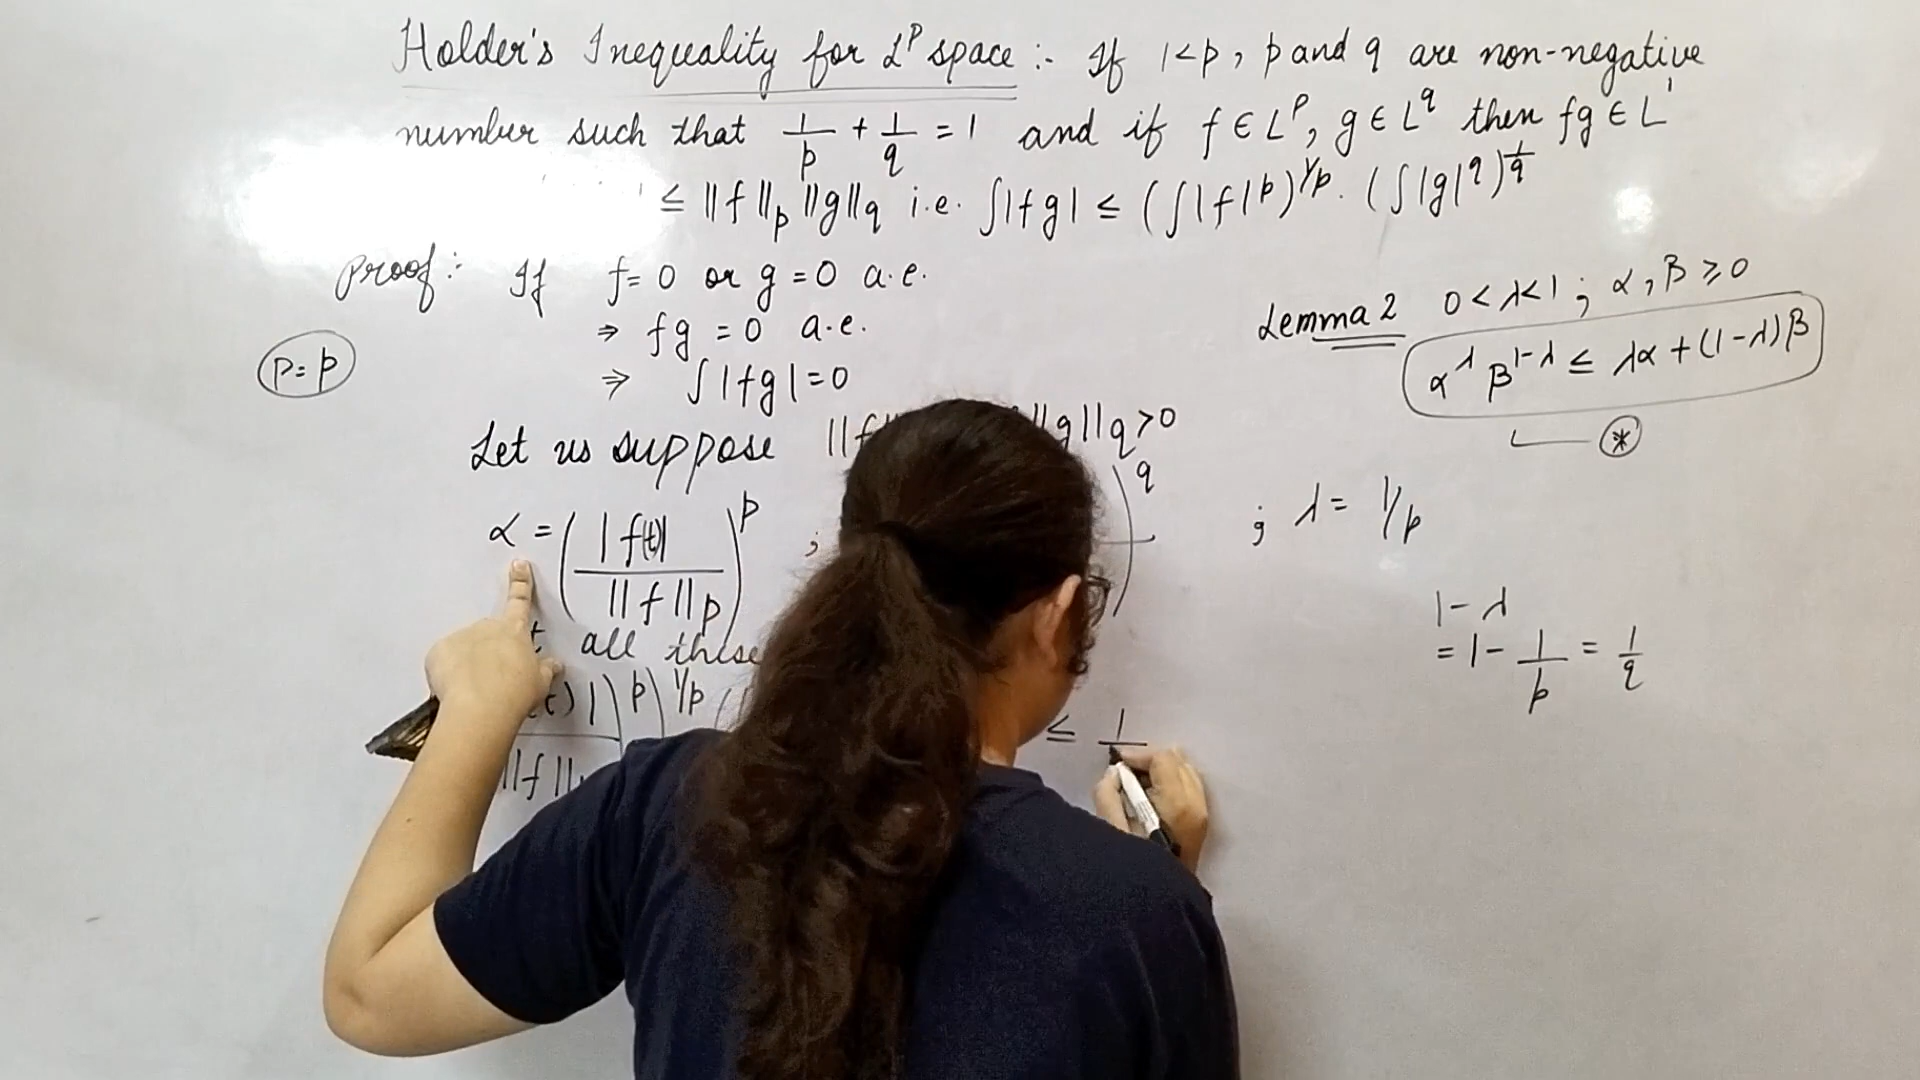 Holder's Inequality for L^p space :- If 1<p, p and q are non-negative
number such that 1/p + 1/q = 1 and if f ∈ L^p, g ∈ L^q then fg ∈ L^1
≤ ||f||_p ||g||_q i.e. ∫|fg| ≤ (∫|f|^p)^{1/p} . (∫|g|^q)^{1/q}
Proof :- If f = 0 or g = 0 a.e.
⇒ fg = 0 a.e.
⇒ ∫|fg| = 0
P = p
Lemma 2 0 < λ < 1 ; α, β ≥ 0
α^λ β^{1-λ} ≤ λα + (1-λ)β
(*)
Let us suppose ||f ||g||_q > 0
α = (|f(t)| / ||f||_p)^p ; )^q ; λ = 1/p
1 - λ
= 1 - 1/p = 1/q
all these
(t)|)^p)^{1/p} ( ≤ 1
||f||